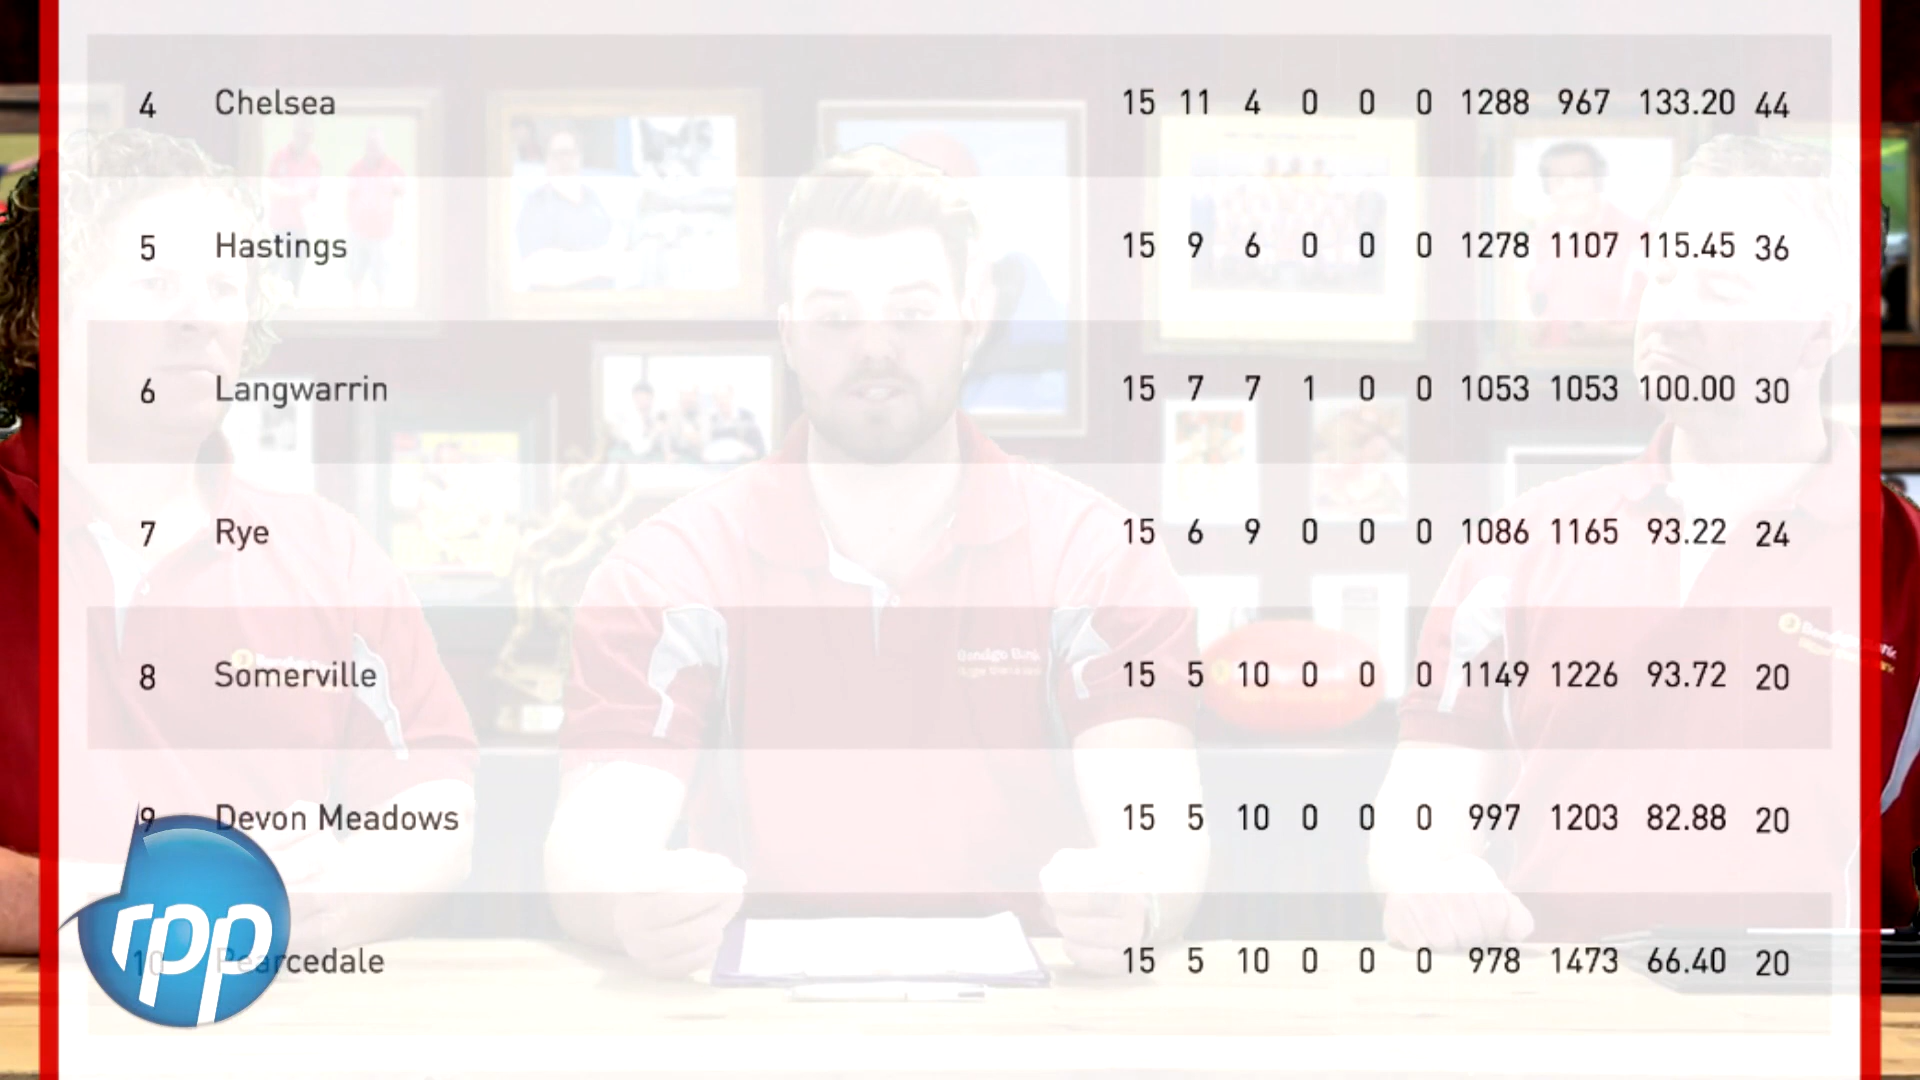 4 Chelsea 15 11 4 0 0 0 1288 967 133.20 44
5 Hastings 15 9 6 0 0 0 1278 1107 115.45 36
6 Langwarrin 15 7 7 1 0 0 1053 1053 100.00 30
7 Rye 15 6 9 0 0 0 1086 1165 93.22 24
8 Somerville 15 5 10 0 0 0 1149 1226 93.72 20
9 Devon Meadows 15 5 10 0 0 0 997 1203 82.88 20
10 Pearcedale 15 5 10 0 0 0 978 1473 66.40 20
rpp
Bendigo Bank